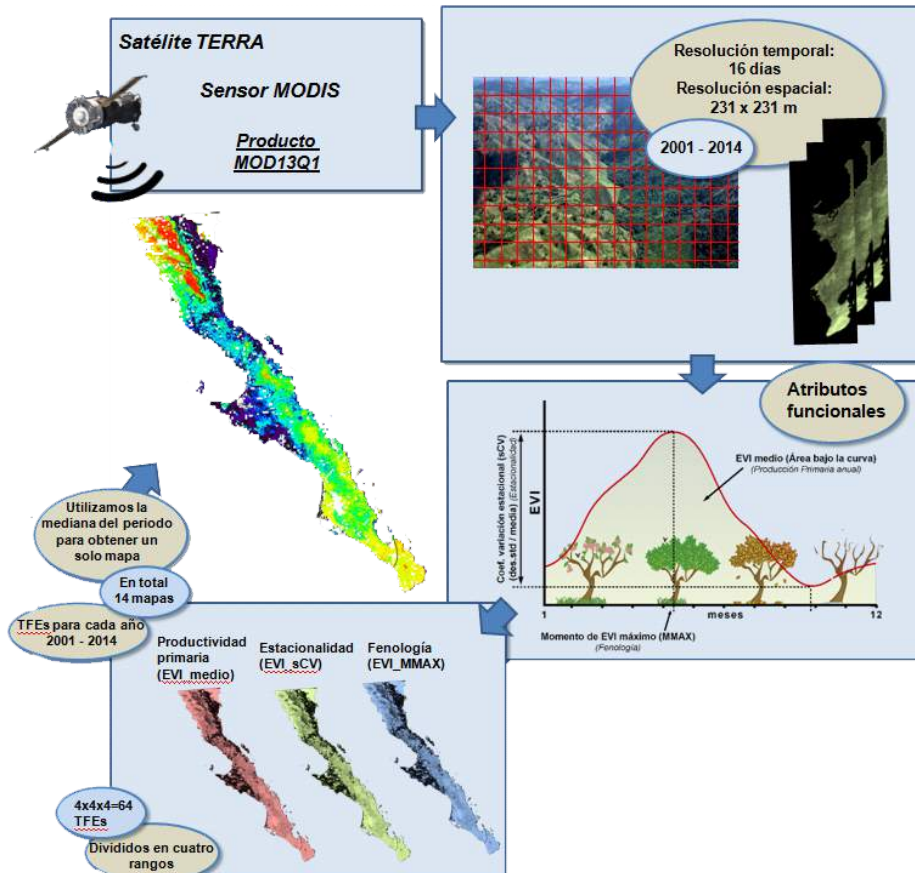 Satélite TERRA
Sensor MODIS
Producto
MOD13Q1
Resolución temporal:
16 días
Resolución espacial:
231 x 231 m
2001 - 2014
Atributos
funcionales
Coef. variación estacional (sCV)
(des.std / media) (Estacionalidad)
EVI
EVI medio (Área bajo la curva)
(Producción Primaria anual)
1
meses
12
Momento de EVI máximo (MMAX)
(Fenología)
Utilizamos la
mediana del periodo
para obtener un
solo mapa
En total
14 mapas
TFEs para cada año
2001 - 2014
Productividad
primaria
(EVI_medio)
Estacionalidad
(EVI_sCV)
Fenología
(EVI_MMAX)
4x4x4=64
TFEs
Divididos en cuatro
rangos